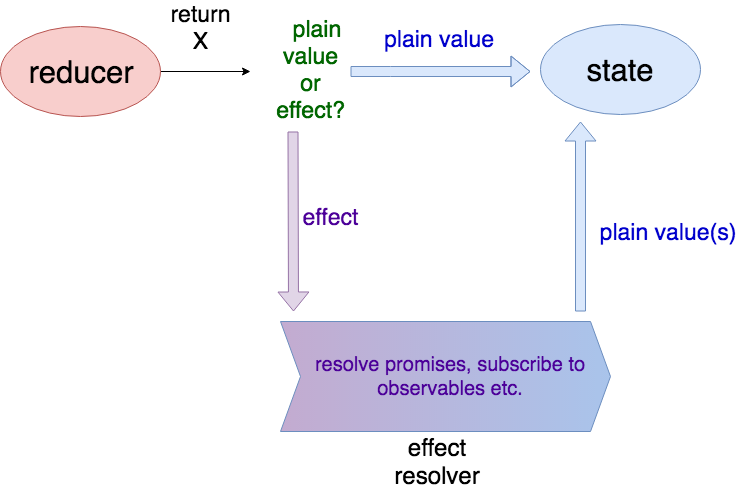 return
X
reducer
plain
value
or
effect?
plain value
state
effect
plain value(s)
resolve promises, subscribe to
observables etc.
effect
resolver